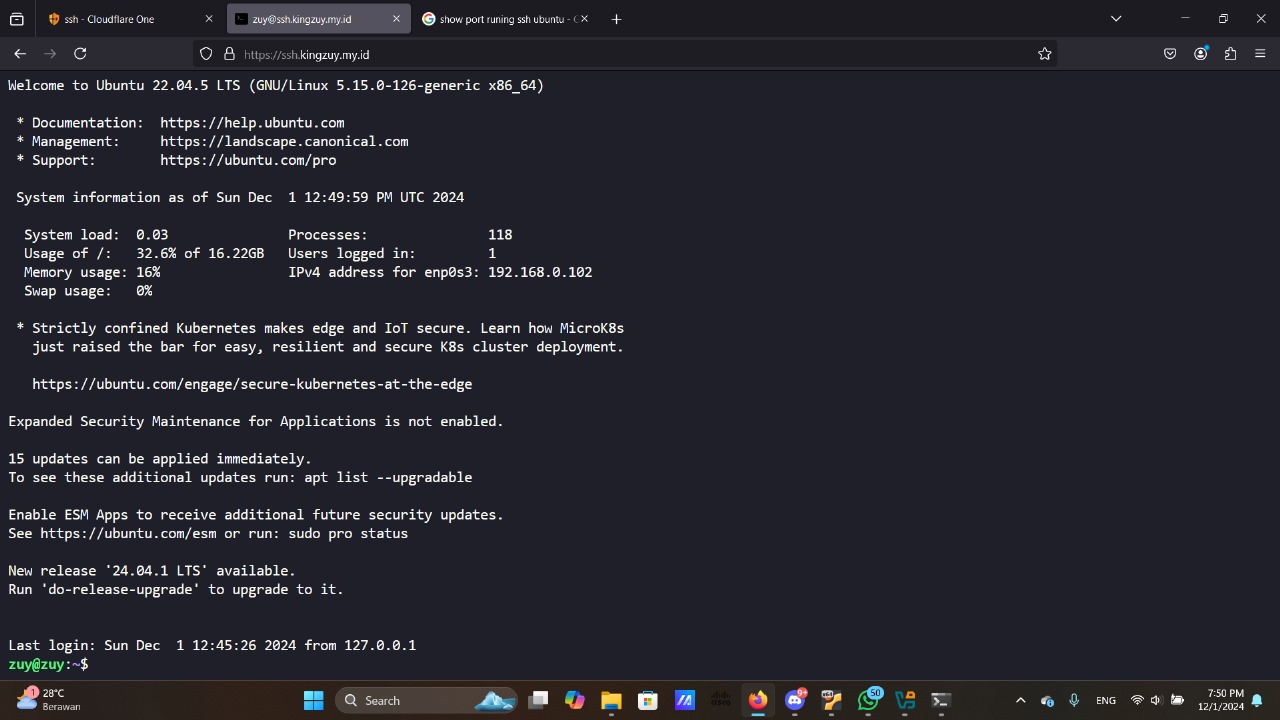 ssh - Cloudflare One
zuy@ssh.kingzuy.my.id
show port runing ssh ubuntu -
https://ssh.kingzuy.my.id
Welcome to Ubuntu 22.04.5 LTS (GNU/Linux 5.15.0-126-generic x86_64)
* Documentation:  https://help.ubuntu.com
* Management:     https://landscape.canonical.com
* Support:        https://ubuntu.com/pro
System information as of Sun Dec  1 12:49:59 PM UTC 2024
System load:  0.03               Processes:               118
Usage of /:   32.6% of 16.22GB   Users logged in:         1
Memory usage: 16%                IPv4 address for enp0s3: 192.168.0.102
Swap usage:   0%
* Strictly confined Kubernetes makes edge and IoT secure. Learn how MicroK8s
just raised the bar for easy, resilient and secure K8s cluster deployment.
https://ubuntu.com/engage/secure-kubernetes-at-the-edge
Expanded Security Maintenance for Applications is not enabled.
15 updates can be applied immediately.
To see these additional updates run: apt list --upgradable
Enable ESM Apps to receive additional future security updates.
See https://ubuntu.com/esm or run: sudo pro status
New release '24.04.1 LTS' available.
Run 'do-release-upgrade' to upgrade to it.
Last login: Sun Dec  1 12:45:26 2024 from 127.0.0.1
zuy@zuy:~$
1
28°C
Berawan
Search
9+
50
ENG
7:50 PM
12/1/2024